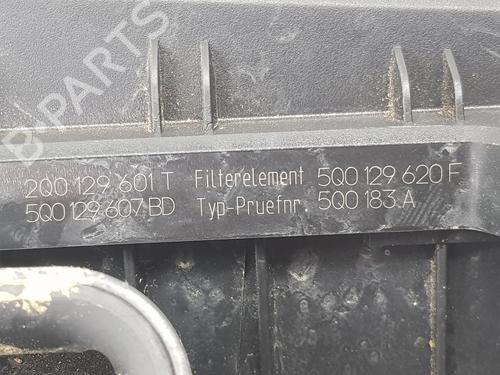 B-PARTS
2Q0 129 601 T Filterelement 5Q0 129 620 F
5Q0 129 607 BD Typ-Pruefnr. 5Q0 183 A